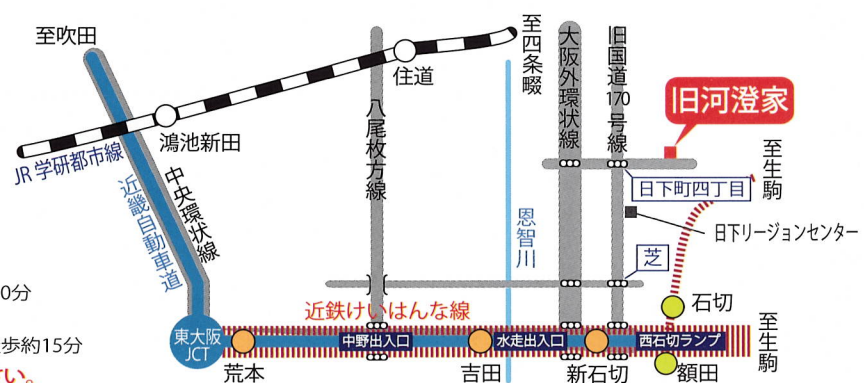 至吹田
至四条畷
大阪外環状線
旧国道170号線
住道
旧河澄家
八尾枚方線
鴻池新田
JR学研都市線
中央環状線
近畿自動車道
至生駒
日下町四丁目
恩智川
日下リージョンセンター
芝
0分
近鉄けいはんな線
石切
歩約15分
東大阪
JCT
中野出入口
水走出入口
西石切ランプ
至生駒
荒本
吉田
新石切
額田
い。